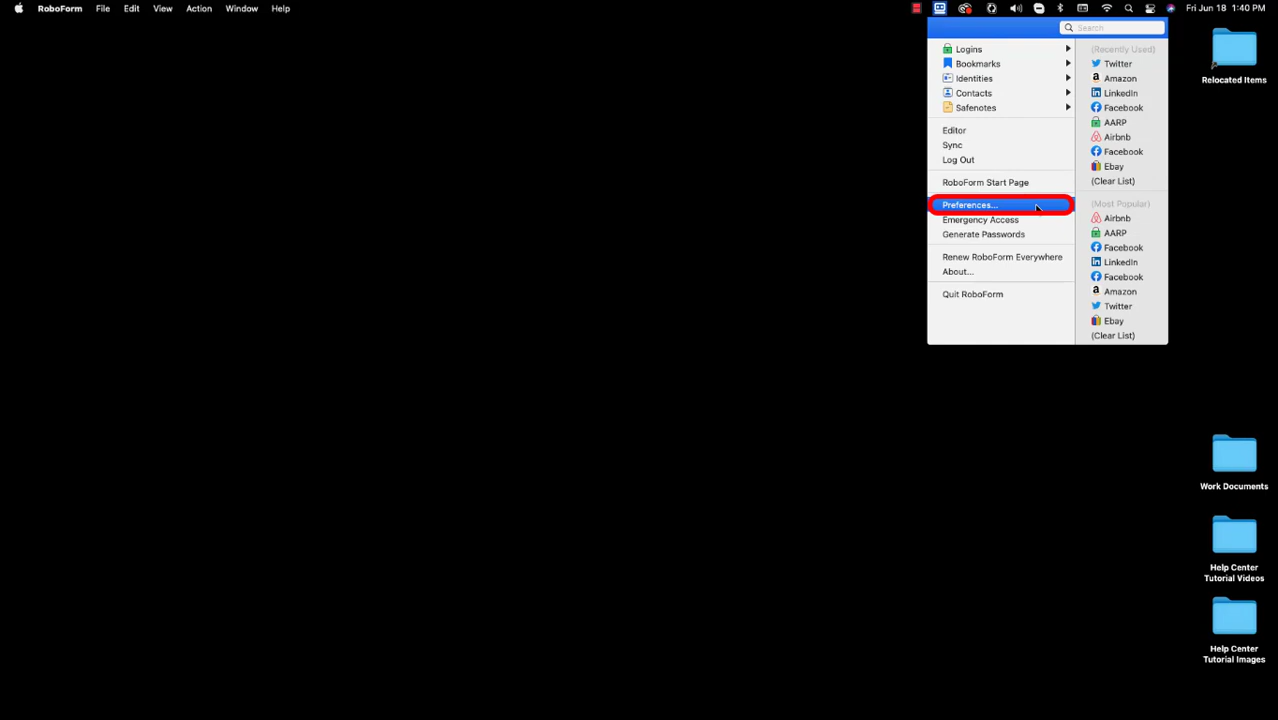 RoboForm File Edit View Action Window Help
Fri Jun 18 1:40 PM
Search
Logins
Bookmarks
Identities
Contacts
Safenotes
Editor
Sync
Log Out
RoboForm Start Page
Preferences...
Emergency Access
Generate Passwords
Renew RoboForm Everywhere
About...
Quit RoboForm
(Recently Used)
Twitter
Amazon
LinkedIn
Facebook
AARP
Airbnb
Facebook
Ebay
(Clear List)
(Most Popular)
Airbnb
AARP
Facebook
LinkedIn
Facebook
Amazon
Twitter
Ebay
(Clear List)
Relocated Items
Work Documents
Help Center
Tutorial Videos
Help Center
Tutorial Images